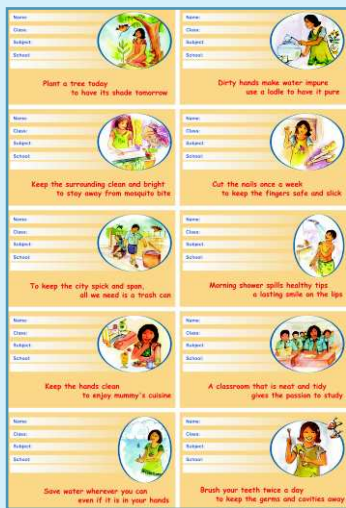 Name:
Class:
Subject:
School:
Plant a tree today
to have its shade tomorrow
Name:
Class:
Subject:
School:
Dirty hands make water impure
use a ladle to have it pure
Name:
Class:
Subject:
School:
Keep the surrounding clean and bright
to stay away from mosquito bite
Name:
Class:
Subject:
School:
Cut the nails once a week
to keep the fingers safe and slick
Name:
Class:
Subject:
School:
To keep the city spick and span,
all we need is a trash can
Name:
Class:
Subject:
School:
Morning shower spills healthy tips
a lasting smile on the lips
Name:
Class:
Subject:
School:
Keep the hands clean
to enjoy mummy's cuisine
Name:
Class:
Subject:
School:
A classroom that is neat and tidy
gives the passion to study
Name:
Class:
Subject:
School:
Save water wherever you can
even if it is in your hands
Name:
Class:
Subject:
School:
Brush your teeth twice a day
to keep the germs and cavities away